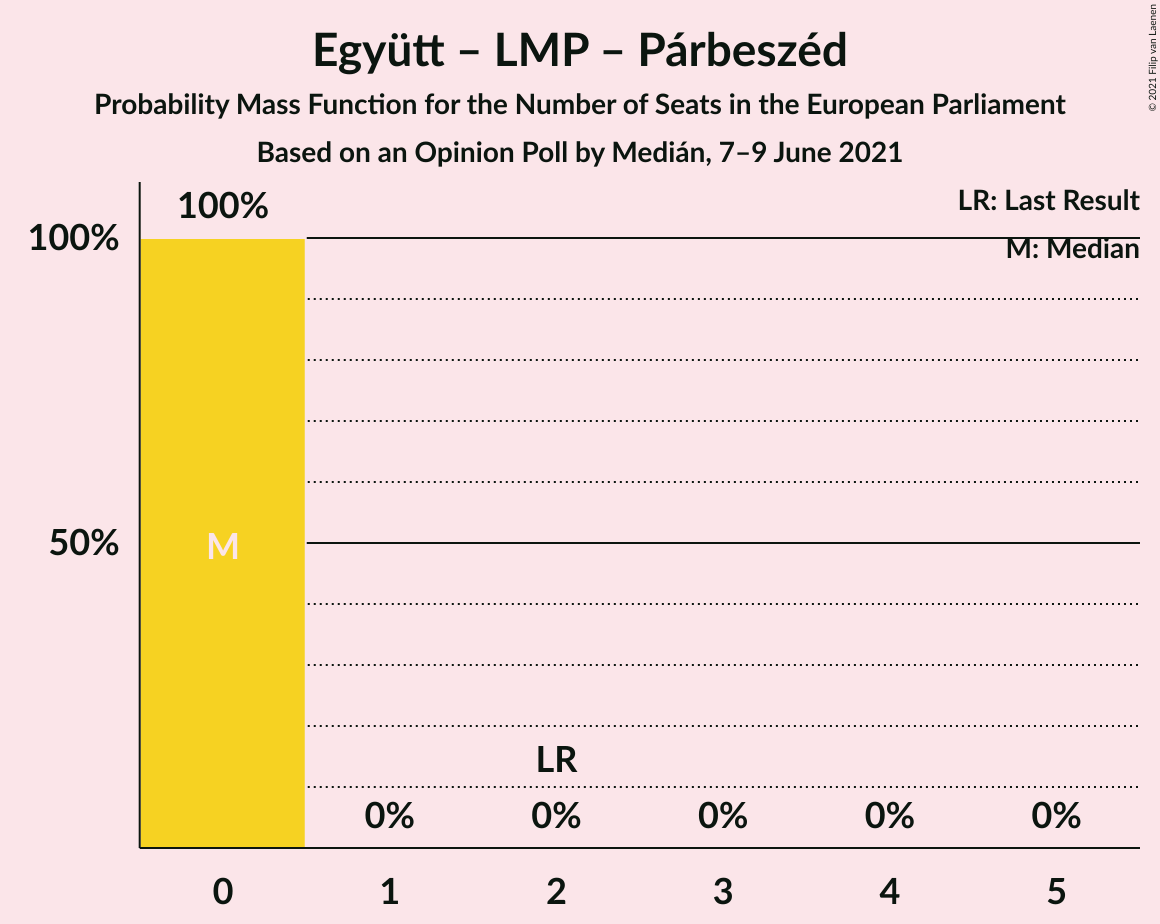 Együtt – LMP – Párbeszéd
Probability Mass Function for the Number of Seats in the European Parliament
Based on an Opinion Poll by Medián, 7–9 June 2021
© 2021 Filip van Laenen
LR: Last Result
M: Median
100%
100%
50%
M
LR
0% 0% 0% 0% 0%
0 1 2 3 4 5